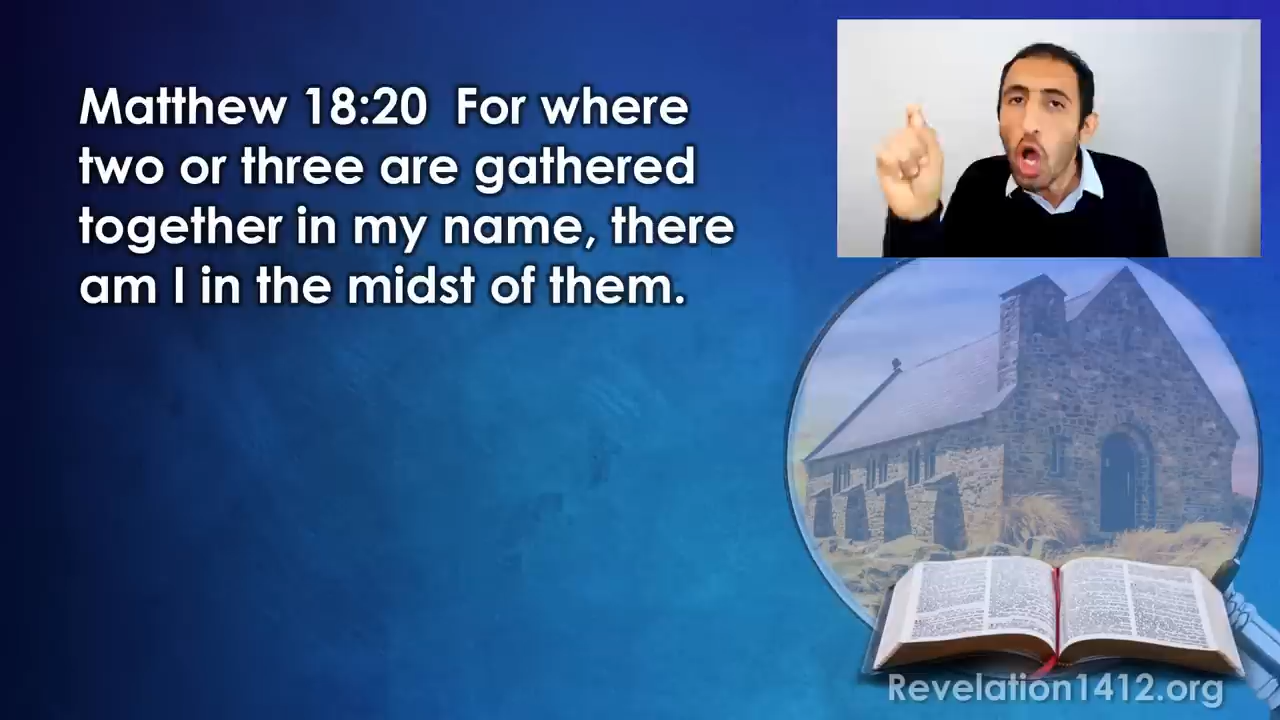 Matthew 18:20  For where
two or three are gathered
together in my name, there
am I in the midst of them.
Revelation1412.org